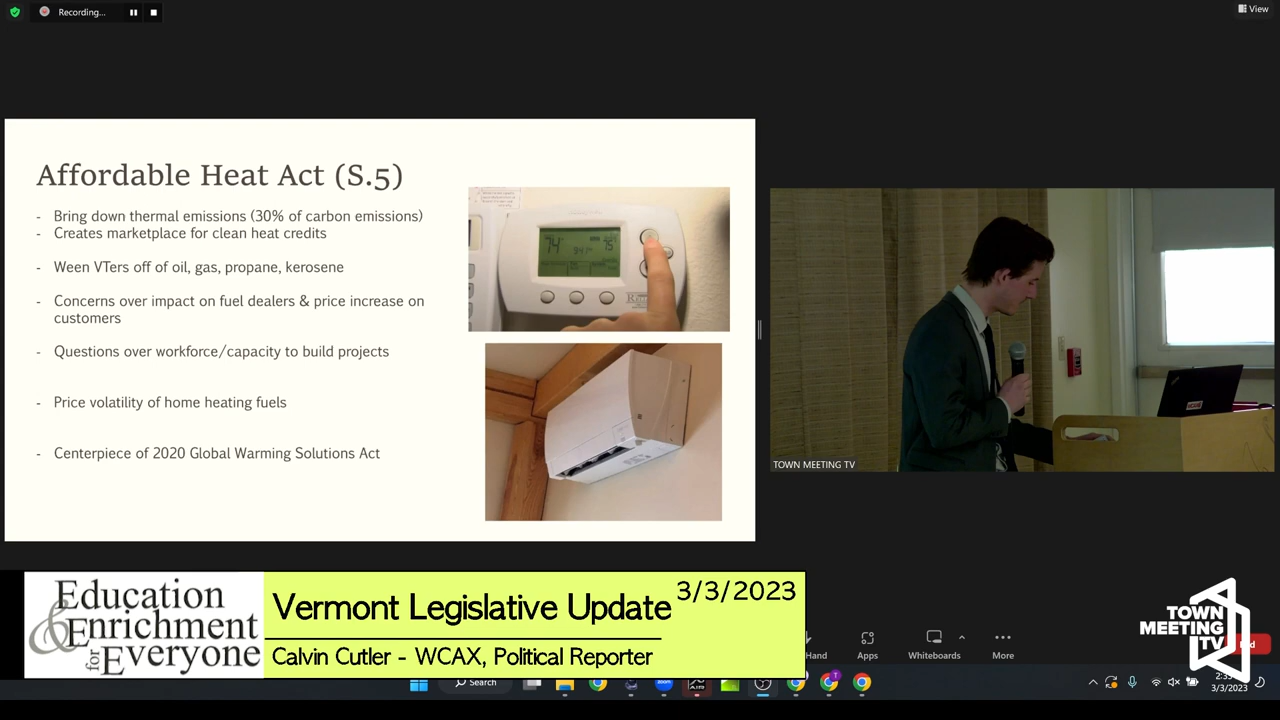 Recording...
View
Affordable Heat Act (S.5)
- Bring down thermal emissions (30% of carbon emissions)
- Creates marketplace for clean heat credits
- Ween VTers off of oil, gas, propane, kerosene
- Concerns over impact on fuel dealers & price increase on
customers
- Questions over workforce/capacity to build projects
- Price volatility of home heating fuels
- Centerpiece of 2020 Global Warming Solutions Act
74
75
TOWN MEETING TV
Education
& Enrichment
for Everyone
Vermont Legislative Update
3/3/2023
Calvin Cutler - WCAX, Political Reporter
Hand
Apps
Whiteboards
More
TOWN
MEETING
TV
Search
zoom
3/3/2023